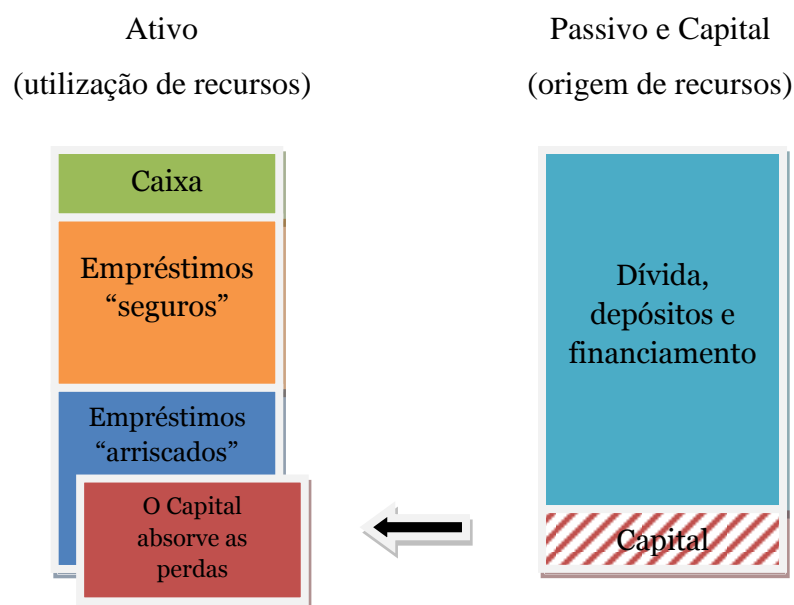 Ativo
(utilização de recursos)
Caixa
Empréstimos
“seguros”
Empréstimos
“arriscados”
O Capital
absorve as
perdas
Passivo e Capital
(origem de recursos)
Dívida,
depósitos e
financiamento
Capital